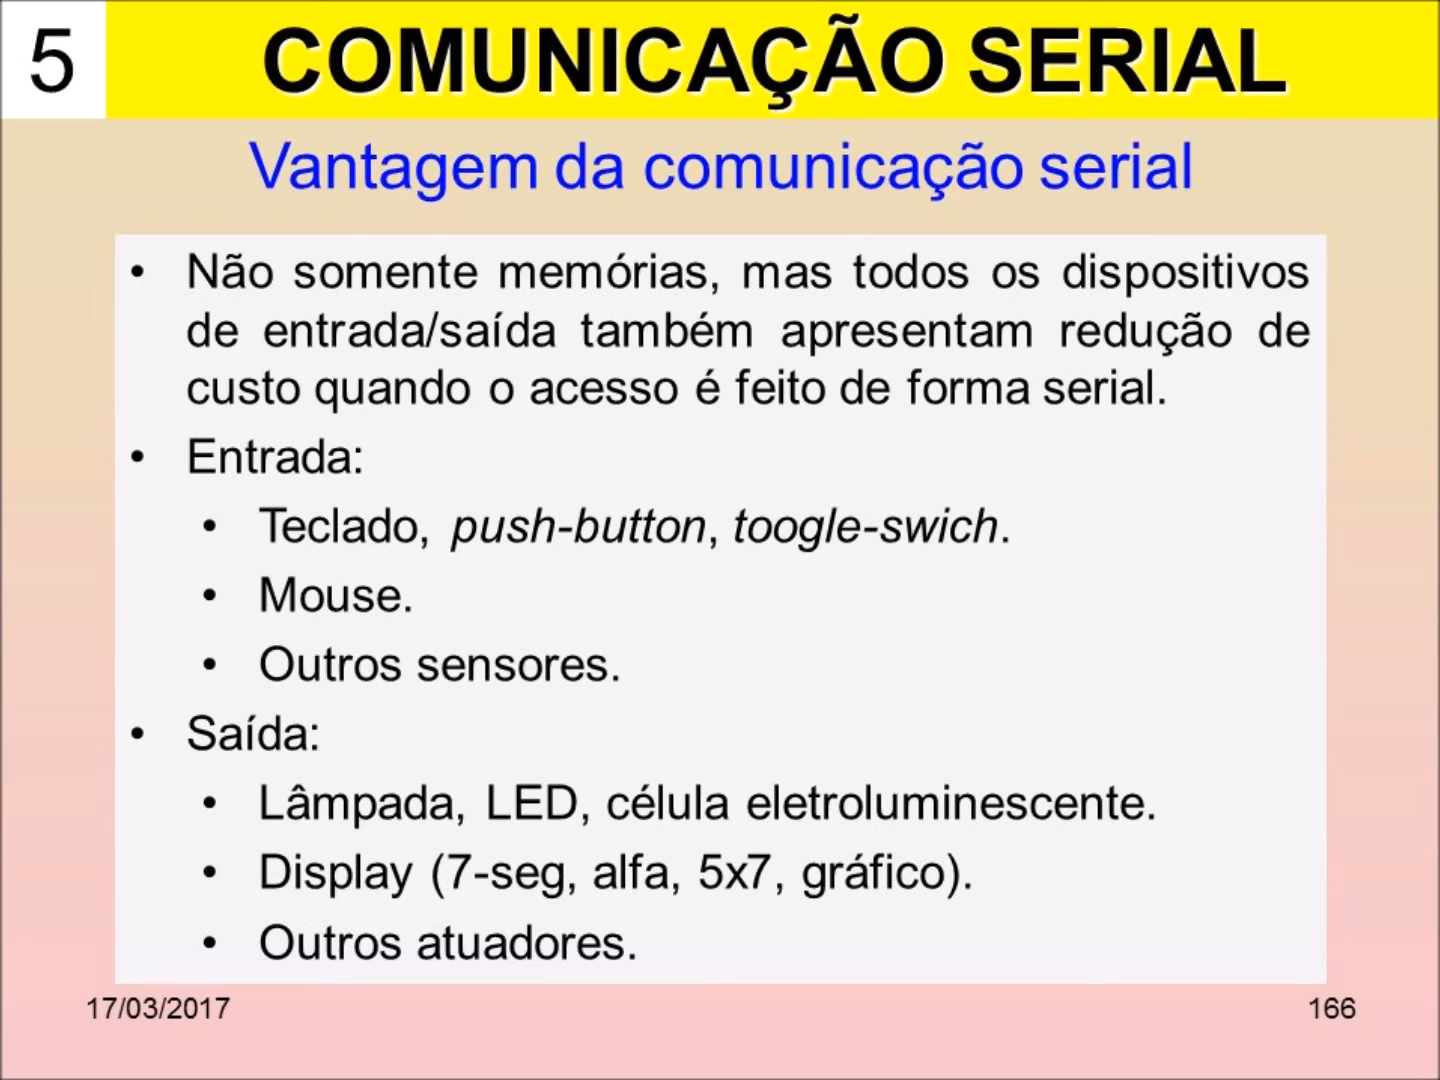 5
COMUNICAÇÃO SERIAL
Vantagem da comunicação serial
• Não somente memórias, mas todos os dispositivos
de entrada/saída também apresentam redução de
custo quando o acesso é feito de forma serial.
• Entrada:
• Teclado, push-button, toogle-swich.
• Mouse.
• Outros sensores.
• Saída:
• Lâmpada, LED, célula eletroluminescente.
• Display (7-seg, alfa, 5x7, gráfico).
• Outros atuadores.
17/03/2017
166